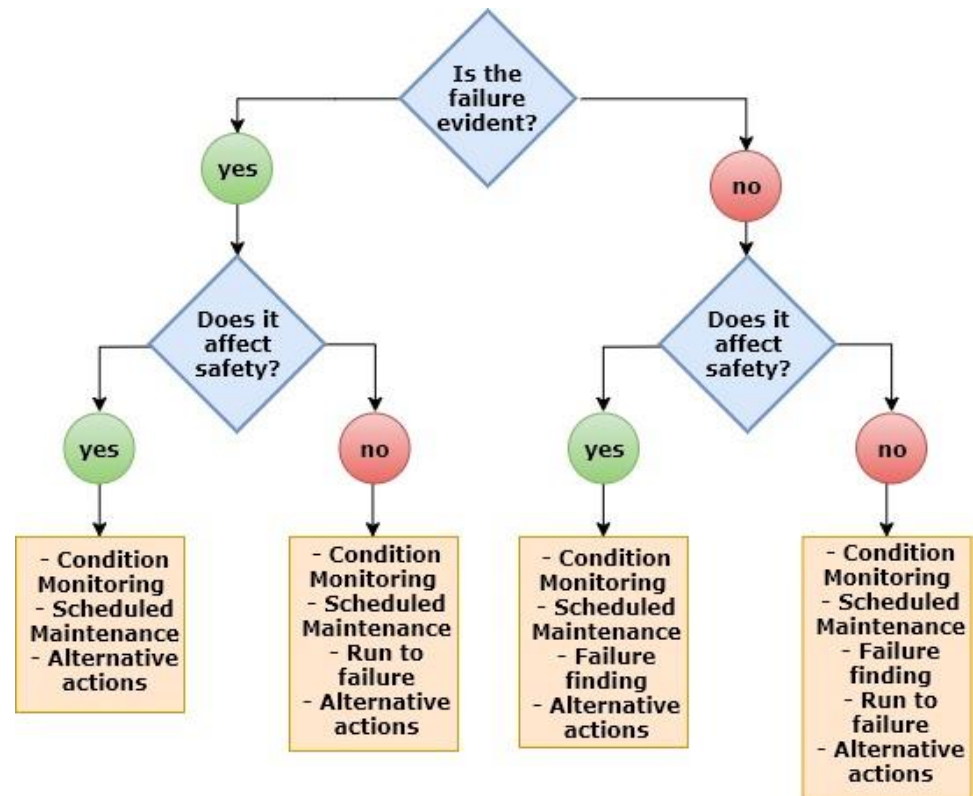 Is the
failure
evident?
yes
no
Does it
affect
safety?
Does it
affect
safety?
yes
no
yes
no
- Condition
Monitoring
- Scheduled
Maintenance
- Alternative
actions
- Condition
Monitoring
- Scheduled
Maintenance
- Run to
failure
- Alternative
actions
- Condition
Monitoring
- Scheduled
Maintenance
- Failure
finding
- Alternative
actions
- Condition
Monitoring
- Scheduled
Maintenance
- Failure
finding
- Run to
failure
- Alternative
actions